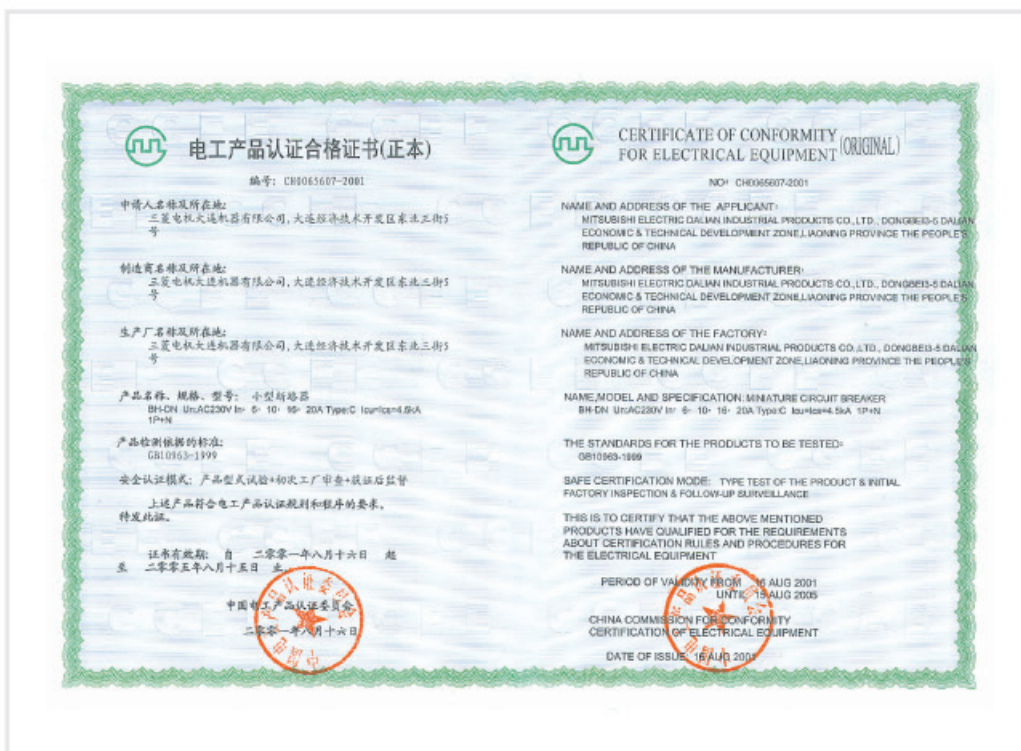 电工产品认证合格证书(正本)
编号: CH0065607-2001
申请人名称及所在地:
三菱电机大连机器有限公司, 大连经济技术开发区东北三街5
号
制造商名称及所在地:
三菱电机大连机器有限公司, 大连经济技术开发区东北三街5
号
生产厂名称及所在地:
三菱电机大连机器有限公司, 大连经济技术开发区东北三街5
号
产品名称、规格、型号: 小型断路器
BH-DN Un:AC230V In: 6· 10· 16· 20A Type:C Icu=Ics=4.5kA
1P+N
产品检测依据的标准:
GB10963-1999
安全认证模式: 产品型式试验+初次工厂审查+获证后监督
上述产品符合电工产品认证规则和程序的要求,
特发此证。
证书有效期: 自 二零零一年八月十六日 起
至 二零零五年八月十五日 止。
中国电工产品认证委员会
二零零一年八月十六日
CERTIFICATE OF CONFORMITY
FOR ELECTRICAL EQUIPMENT (ORIGINAL)
NO: CH0065607-2001
NAME AND ADDRESS OF THE APPLICANT:
MITSUBISHI ELECTRIC DALIAN INDUSTRIAL PRODUCTS CO.,LTD., DONGBEI3-5 DALIAN
ECONOMIC & TECHNICAL DEVELOPMENT ZONE,LIAONING PROVINCE THE PEOPLE'S
REPUBLIC OF CHINA
NAME AND ADDRESS OF THE MANUFACTURER:
MITSUBISHI ELECTRIC DALIAN INDUSTRIAL PRODUCTS CO.,LTD., DONGBEI3-5 DALIAN
ECONOMIC & TECHNICAL DEVELOPMENT ZONE,LIAONING PROVINCE THE PEOPLE'S
REPUBLIC OF CHINA
NAME AND ADDRESS OF THE FACTORY:
MITSUBISHI ELECTRIC DALIAN INDUSTRIAL PRODUCTS CO.,LTD., DONGBEI3-5 DALIAN
ECONOMIC & TECHNICAL DEVELOPMENT ZONE,LIAONING PROVINCE THE PEOPLE'S
REPUBLIC OF CHINA
NAME,MODEL AND SPECIFICATION: MINIATURE CIRCUIT BREAKER
BH-DN Un:AC230V In: 6· 10· 16· 20A Type:C Icu=Ics=4.5kA 1P+N
THE STANDARDS FOR THE PRODUCTS TO BE TESTED:
GB10963-1999
SAFE CERTIFICATION MODE: TYPE TEST OF THE PRODUCT & INITIAL
FACTORY INSPECTION & FOLLOW-UP SURVEILLANCE
THIS IS TO CERTIFY THAT THE ABOVE MENTIONED
PRODUCTS HAVE QUALIFIED FOR THE REQUIREMENTS
ABOUT CERTIFICATION RULES AND PROCEDURES FOR
THE ELECTRICAL EQUIPMENT
PERIOD OF VALIDITY FROM 16 AUG 2001
UNTIL 15 AUG 2005
CHINA COMMISSION FOR CONFORMITY
CERTIFICATION OF ELECTRICAL EQUIPMENT
DATE OF ISSUE: 16 AUG 2001